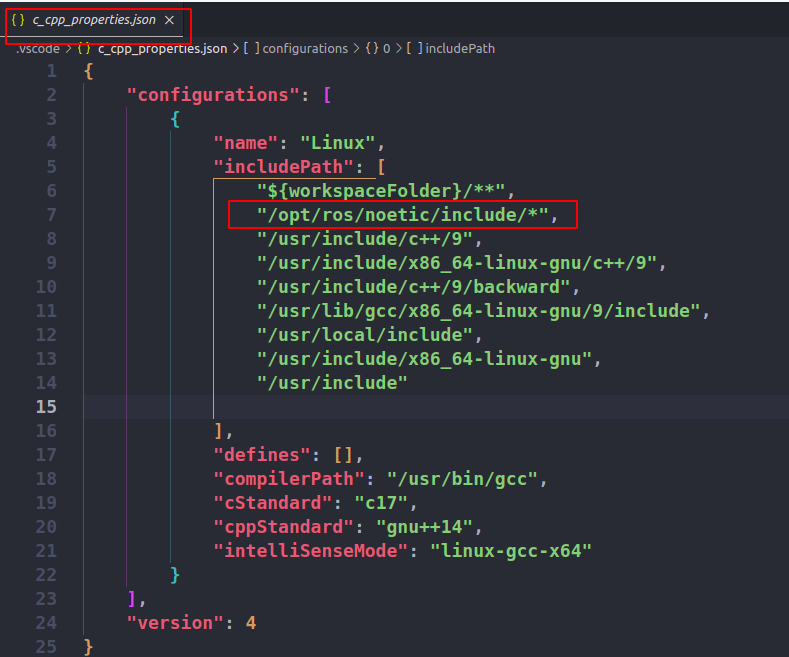 {} c_cpp_properties.json ×
.vscode > {} c_cpp_properties.json > [ ] configurations > {} 0 > [ ] includePath
1 {
2 "configurations": [
3 {
4 "name": "Linux",
5 "includePath": [
6 "${workspaceFolder}/**",
7 "/opt/ros/noetic/include/*",
8 "/usr/include/c++/9",
9 "/usr/include/x86_64-linux-gnu/c++/9",
10 "/usr/include/c++/9/backward",
11 "/usr/lib/gcc/x86_64-linux-gnu/9/include",
12 "/usr/local/include",
13 "/usr/include/x86_64-linux-gnu",
14 "/usr/include"
15
16 ],
17 "defines": [],
18 "compilerPath": "/usr/bin/gcc",
19 "cStandard": "c17",
20 "cppStandard": "gnu++14",
21 "intelliSenseMode": "linux-gcc-x64"
22 }
23 ],
24 "version": 4
25 }